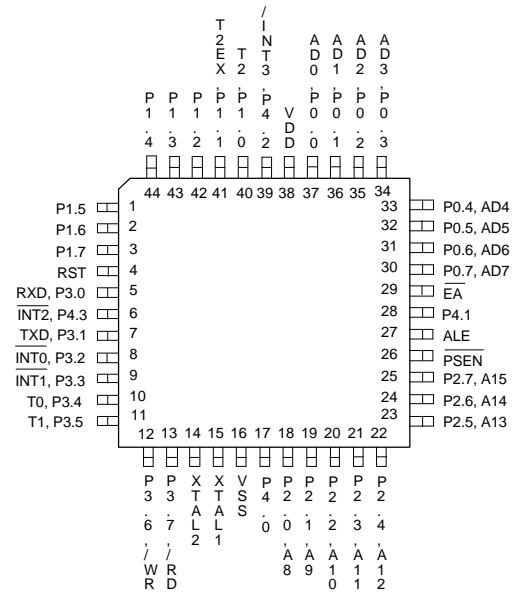 P1.4
P1.3
P1.2
T2EX,P1.1
T2,P1.0
/INT3,P4.2
VDD
AD0,P0.0
AD1,P0.1
AD2,P0.2
AD3,P0.3
44
43
42
41
40
39
38
37
36
35
34
P1.5
1
P1.6
2
P1.7
3
RST
4
RXD, P3.0
5
INT2, P4.3
6
TXD, P3.1
7
INT0, P3.2
8
INT1, P3.3
9
T0, P3.4
10
T1, P3.5
11
33
P0.4, AD4
32
P0.5, AD5
31
P0.6, AD6
30
P0.7, AD7
29
EA
28
P4.1
27
ALE
26
PSEN
25
P2.7, A15
24
P2.6, A14
23
P2.5, A13
12
13
14
15
16
17
18
19
20
21
22
P3.6,/WR
P3.7,/RD
XTAL2
XTAL1
VSS
P4.0
P2.0,A8
P2.1,A9
P2.2,A10
P2.3,A11
P2.4,A12